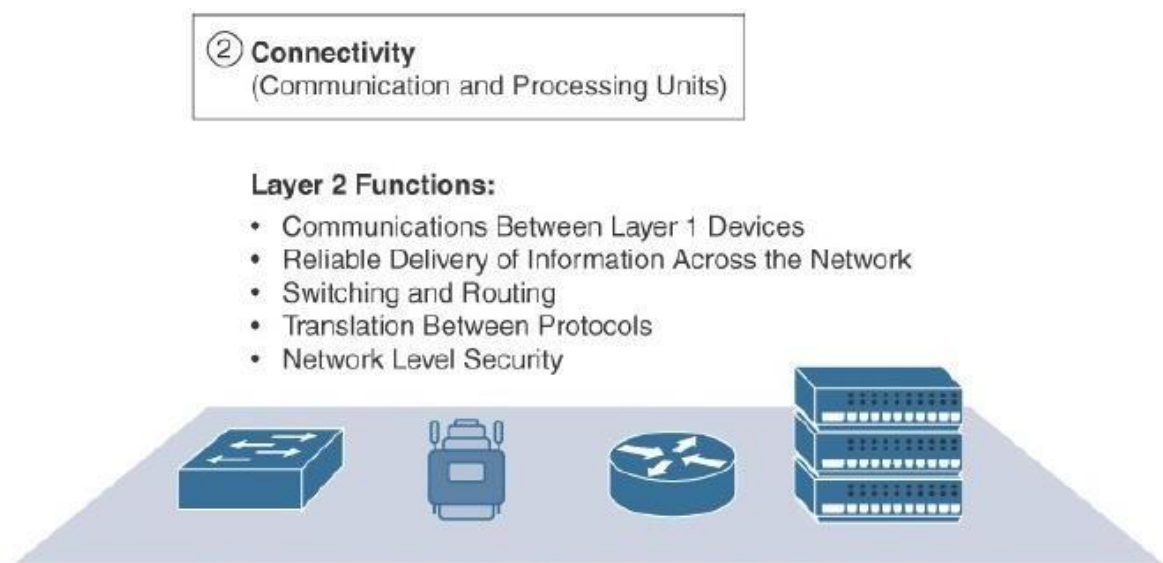 ② Connectivity
(Communication and Processing Units)
Layer 2 Functions:
• Communications Between Layer 1 Devices
• Reliable Delivery of Information Across the Network
• Switching and Routing
• Translation Between Protocols
• Network Level Security